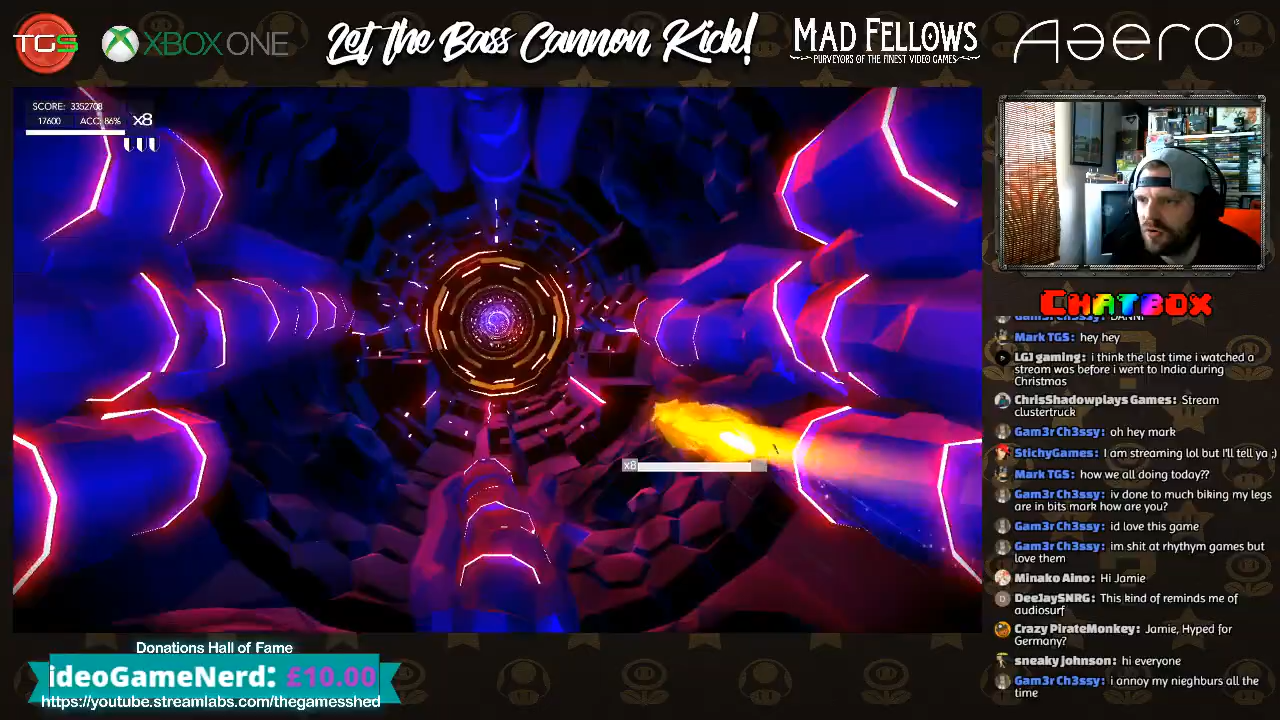 TGS
XBOX ONE
Let the Bass Cannon Kick!
MAD FELLOWS
PURVEYORS OF THE FINEST VIDEO GAMES
Aaero
SCORE: 3352708
17600 ACC: 86% x8
x8
CHATBOX
Gam3r Ch3ssy: DANNI
Mark TGS: hey hey
LGJ gaming: i think the last time i watched a
stream was before i went to India during
Christmas
ChrisShadowplays Games: Stream
clustertruck
Gam3r Ch3ssy: oh hey mark
StichyGames: I am streaming lol but I'll tell ya ;)
Mark TGS: how we all doing today??
Gam3r Ch3ssy: iv done to much biking my legs
are in bits mark how are you?
Gam3r Ch3ssy: id love this game
Gam3r Ch3ssy: im shit at rhythym games but
love them
Minako Aino: Hi Jamie
DeeJaySNRG: This kind of reminds me of
audiosurf
Crazy PirateMonkey: Jamie, Hyped for
Germany?
sneaky johnson: hi everyone
Gam3r Ch3ssy: i annoy my nieghburs all the
time
Donations Hall of Fame
ideoGameNerd: £10.00
https://youtube.streamlabs.com/thegamesshed